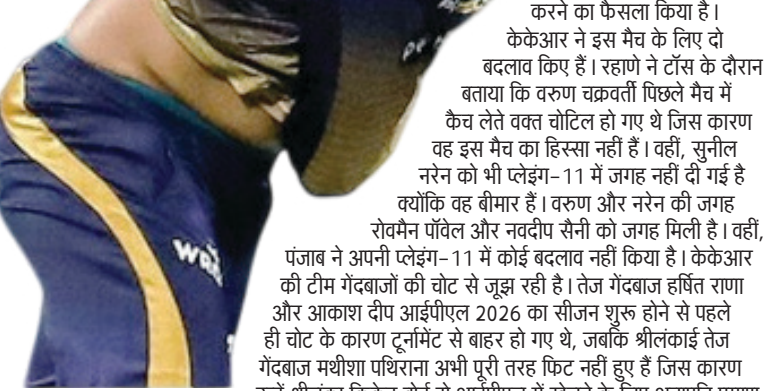 करने का फैसला किया है।
केकेआर ने इस मैच के लिए दो
बदलाव किए हैं। रहाणे ने टॉस के दौरान
बताया कि वरुण चक्रवर्ती पिछले मैच में
कैच लेते वक्त चोटिल हो गए थे जिस कारण
वह इस मैच का हिस्सा नहीं हैं। वहीं, सुनील
नरेन को भी प्लेइंग-11 में जगह नहीं दी गई है
क्योंकि वह बीमार हैं। वरुण और नरेन की जगह
रोवमैन पॉवेल और नवदीप सैनी को जगह मिली है। वहीं,
पंजाब ने अपनी प्लेइंग-11 में कोई बदलाव नहीं किया है। केकेआर
की टीम गेंदबाजों की चोट से जूझ रही है। तेज गेंदबाज हर्षित राणा
और आकाश दीप आईपीएल 2026 का सीजन शुरू होने से पहले
ही चोट के कारण टूर्नामेंट से बाहर हो गए थे, जबकि श्रीलंकाई तेज
गेंदबाज मथीशा पथिराना अभी पूरी तरह फिट नहीं हुए हैं जिस कारण